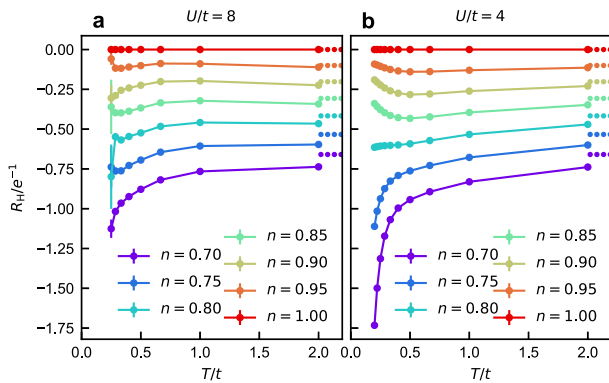 a U/t = 8
b U/t = 4
R_H/e⁻¹
0.00
−0.25
−0.50
−0.75
−1.00
−1.25
−1.50
−1.75
n = 0.70
n = 0.75
n = 0.80
n = 0.85
n = 0.90
n = 0.95
n = 1.00
0.0 0.5 1.0 1.5 2.0
T/t
n = 0.70
n = 0.75
n = 0.80
n = 0.85
n = 0.90
n = 0.95
n = 1.00
0.0 0.5 1.0 1.5 2.0
T/t